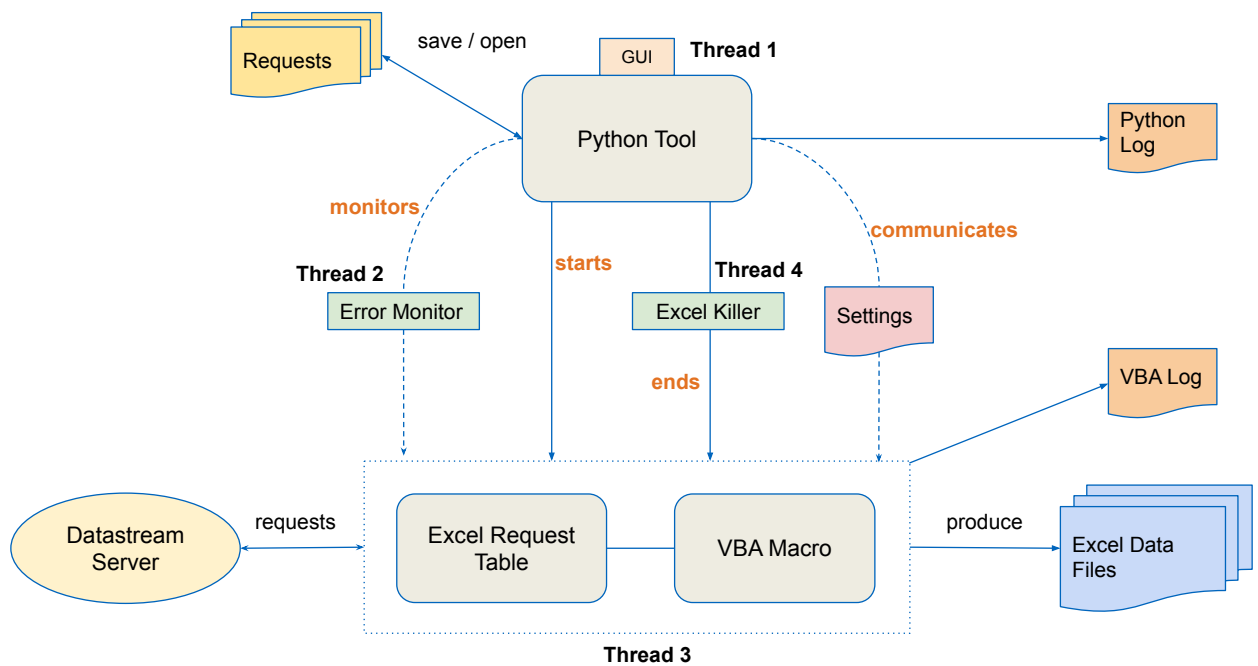 save / open
GUI
Thread 1
Requests
Python Tool
Python
Log
monitors
communicates
starts
Thread 2
Thread 4
Error Monitor
Excel Killer
Settings
ends
VBA Log
Datastream
Server
requests
Excel Request
Table
VBA Macro
produce
Excel Data
Files
Thread 3